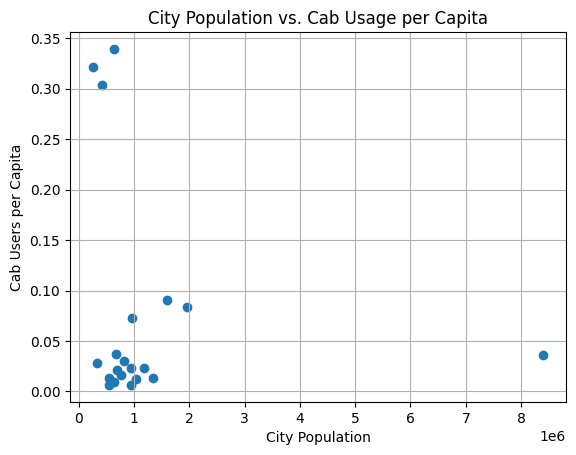 City Population vs. Cab Usage per Capita
0.35
0.30
0.25
0.20
0.15
0.10
0.05
0.00
Cab Users per Capita
0 1 2 3 4 5 6 7 8
1e6
City Population